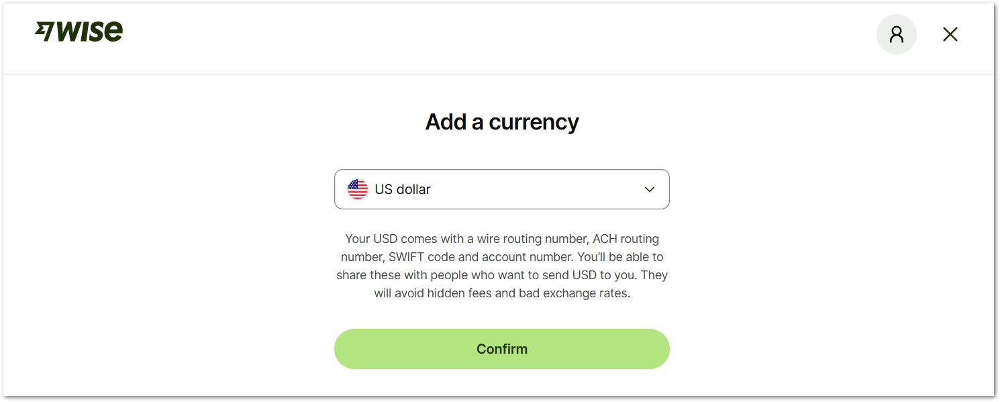 WISE
Add a currency
US dollar
Your USD comes with a wire routing number, ACH routing
number, SWIFT code and account number. You’ll be able to
share these with people who want to send USD to you. They
will avoid hidden fees and bad exchange rates.
Confirm